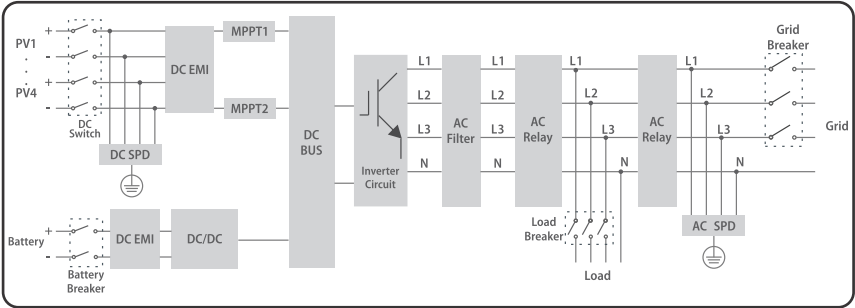 PV1
+
-
.
.
PV4
+
-
DC
Switch
DC SPD
DC EMI
MPPT1
MPPT2
Battery
+
-
Battery
Breaker
DC EMI
DC/DC
DC
BUS
Inverter
Circuit
L1
L2
L3
N
AC
Filter
L1
L2
L3
N
AC
Relay
L1
L2
L3
N
Load
Breaker
Load
AC
Relay
L1
L2
L3
N
AC SPD
Grid
Breaker
Grid